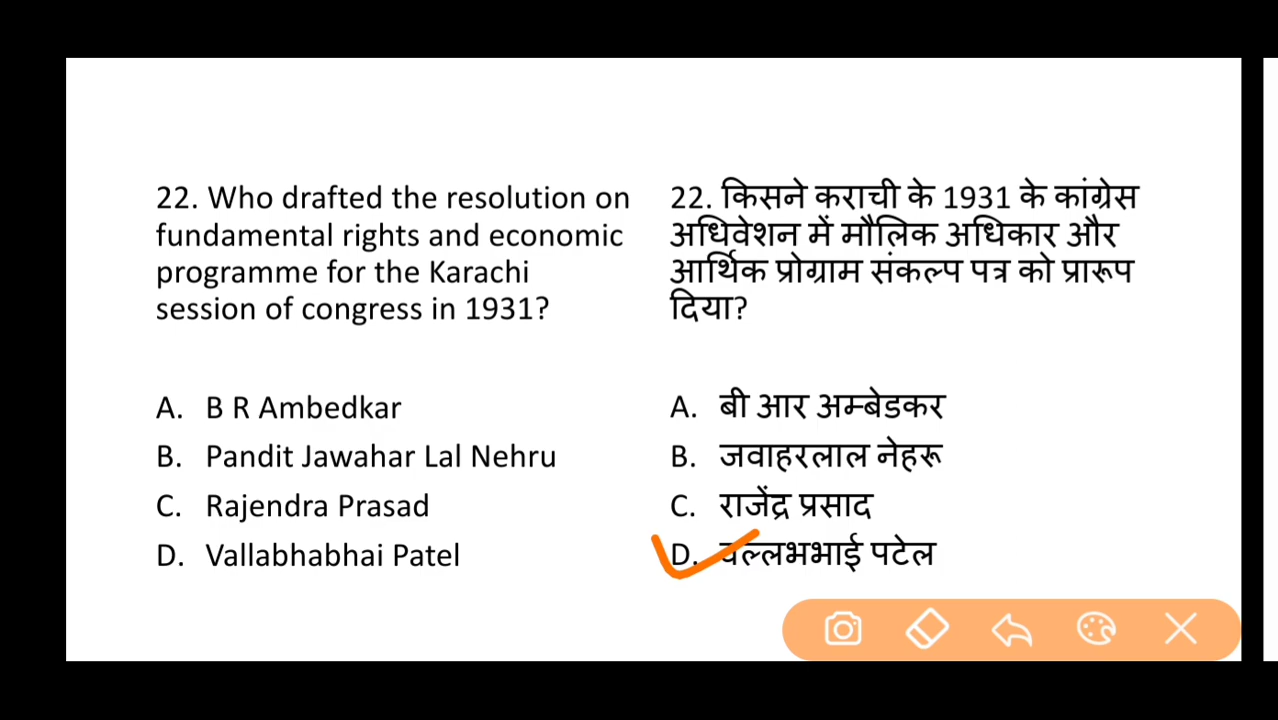 22. Who drafted the resolution on
fundamental rights and economic
programme for the Karachi
session of congress in 1931?
A. B R Ambedkar
B. Pandit Jawahar Lal Nehru
C. Rajendra Prasad
D. Vallabhabhai Patel
22. किसने कराची के 1931 के कांग्रेस
अधिवेशन में मौलिक अधिकार और
आर्थिक प्रोग्राम संकल्प पत्र को प्रारूप
दिया?
A. बी आर अम्बेडकर
B. जवाहरलाल नेहरू
C. राजेंद्र प्रसाद
D. वल्लभभाई पटेल